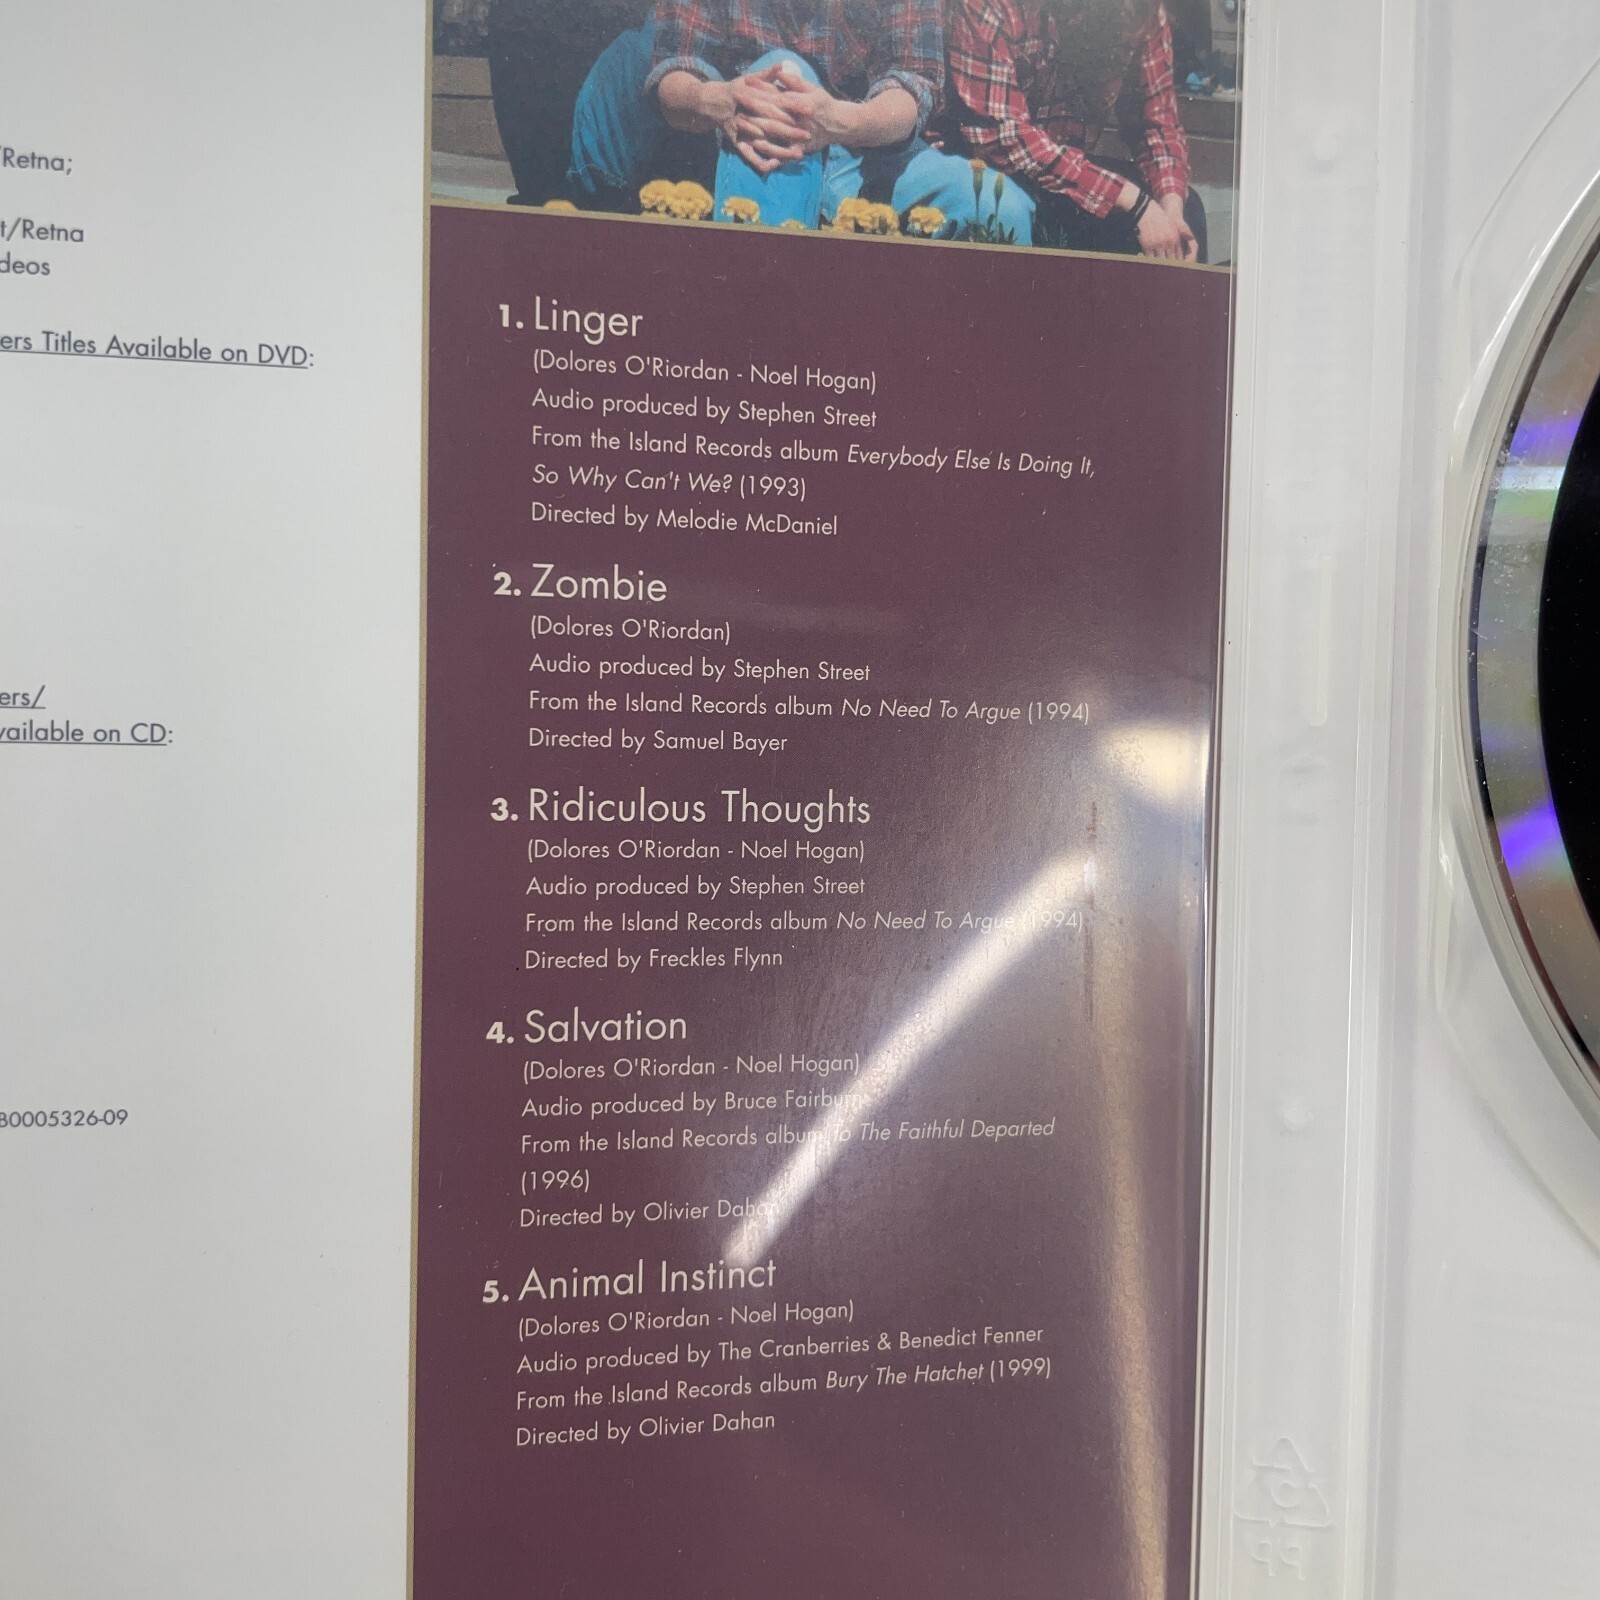 /Retna;
t/Retna
deos
ers Titles Available on DVD:
ers/
vailable on CD:
B0005326-09
1. Linger
(Dolores O'Riordan - Noel Hogan)
Audio produced by Stephen Street
From the Island Records album Everybody Else Is Doing It,
So Why Can't We? (1993)
Directed by Melodie McDaniel
2. Zombie
(Dolores O'Riordan)
Audio produced by Stephen Street
From the Island Records album No Need To Argue (1994)
Directed by Samuel Bayer
3. Ridiculous Thoughts
(Dolores O'Riordan - Noel Hogan)
Audio produced by Stephen Street
From the Island Records album No Need To Argue (1994)
Directed by Freckles Flynn
4. Salvation
(Dolores O'Riordan - Noel Hogan)
Audio produced by Bruce Fairburn
From the Island Records album To The Faithful Departed
(1996)
Directed by Olivier Dahan
5. Animal Instinct
(Dolores O'Riordan - Noel Hogan)
Audio produced by The Cranberries & Benedict Fenner
From the Island Records album Bury The Hatchet (1999)
Directed by Olivier Dahan
PP